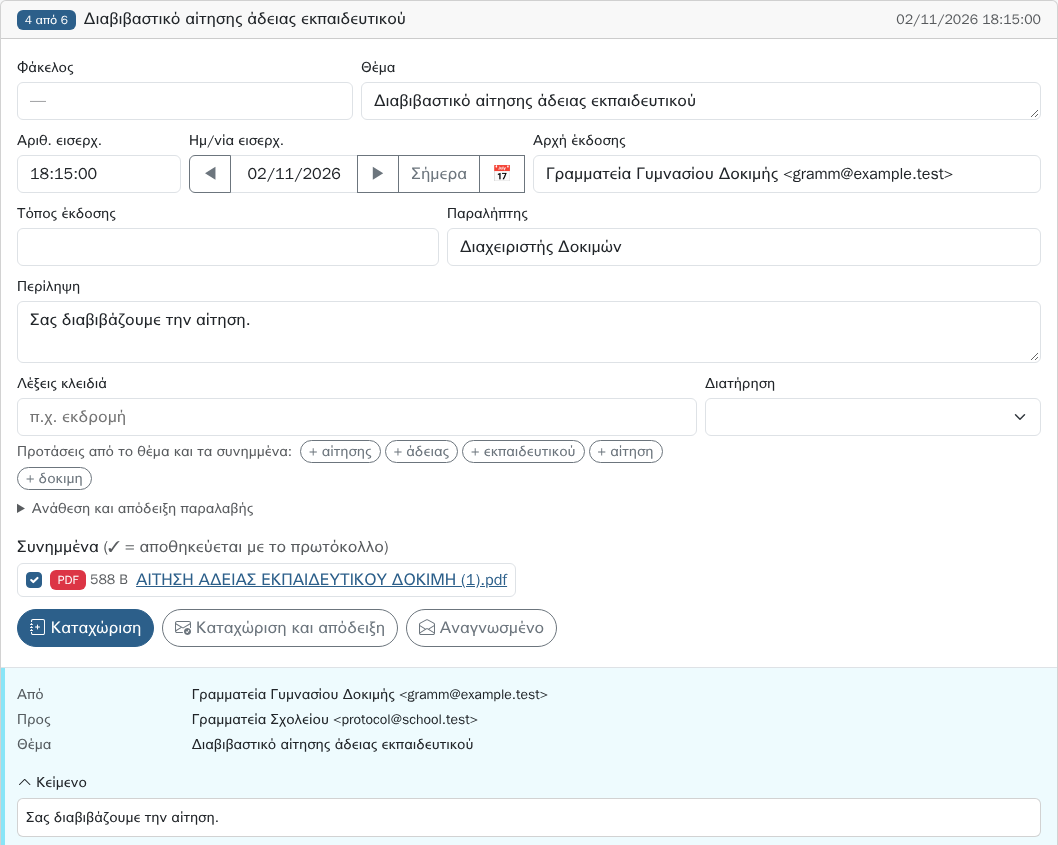 4 από 6 Διαβιβαστικό αίτησης άδειας εκπαιδευτικού 02/11/2026 18:15:00
Φάκελος Θέμα
— Διαβιβαστικό αίτησης άδειας εκπαιδευτικού
Αριθ. εισερχ. Ημ/νία εισερχ. Αρχή έκδοσης
18:15:00 ◀ 02/11/2026 ▶ Σήμερα 📅 Γραμματεία Γυμνασίου Δοκιμής <gramm@example.test>
Τόπος έκδοσης Παραλήπτης
Διαχειριστής Δοκιμών
Περίληψη
Σας διαβιβάζουμε την αίτηση.
Λέξεις κλειδιά Διατήρηση
π.χ. εκδρομή
Προτάσεις από το θέμα και τα συνημμένα: + αίτησης + άδειας + εκπαιδευτικού + αίτηση
+ δοκιμη
▶ Ανάθεση και απόδειξη παραλαβής
Συνημμένα (✓ = αποθηκεύεται με το πρωτόκολλο)
PDF 588 B ΑΙΤΗΣΗ ΑΔΕΙΑΣ ΕΚΠΑΙΔΕΥΤΙΚΟΥ ΔΟΚΙΜΗ (1).pdf
Καταχώριση Καταχώριση και απόδειξη Αναγνωσμένο
Από Γραμματεία Γυμνασίου Δοκιμής <gramm@example.test>
Προς Γραμματεία Σχολείου <protocol@school.test>
Θέμα Διαβιβαστικό αίτησης άδειας εκπαιδευτικού
Κείμενο
Σας διαβιβάζουμε την αίτηση.